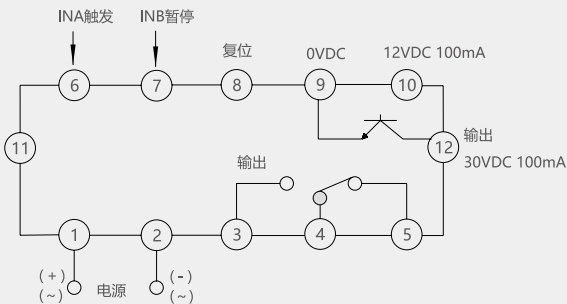 INA触发 INB暂停
复位 0VDC 12VDC 100mA
6 7 8 9 10
11 12 输出
输出 30VDC 100mA
1 2 3 4 5
(+) (-)
(~) 电源 (~)